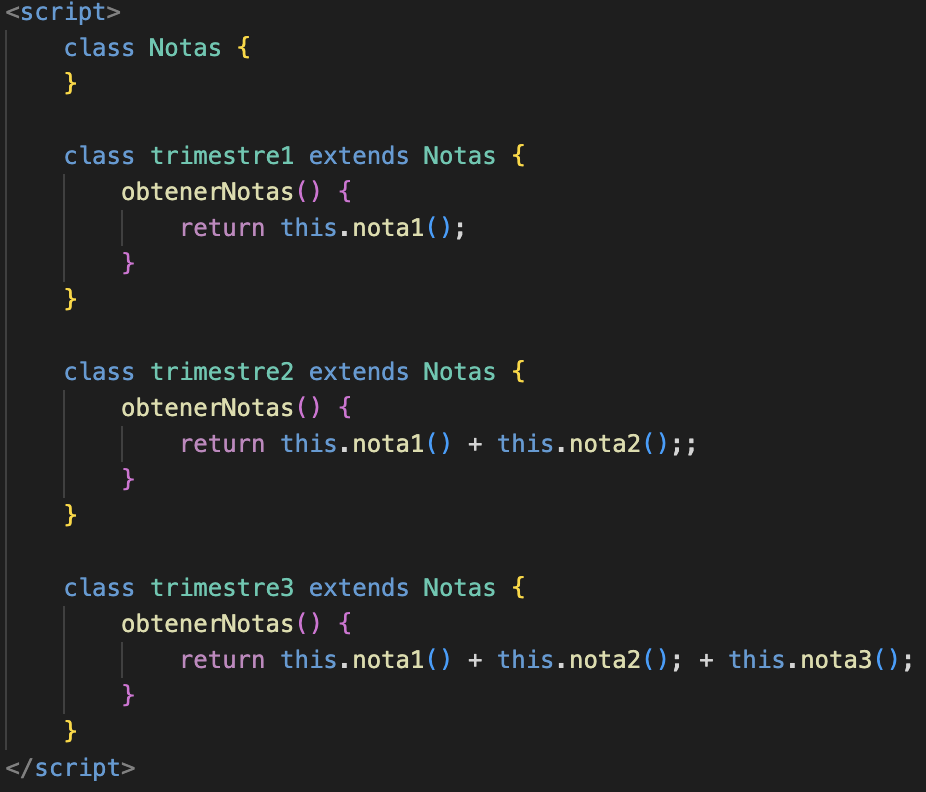 <script>
class Notas {
}
class trimestre1 extends Notas {
obtenerNotas() {
return this.nota1();
}
}
class trimestre2 extends Notas {
obtenerNotas() {
return this.nota1() + this.nota2();;
}
}
class trimestre3 extends Notas {
obtenerNotas() {
return this.nota1() + this.nota2(); + this.nota3();
}
}
</script>